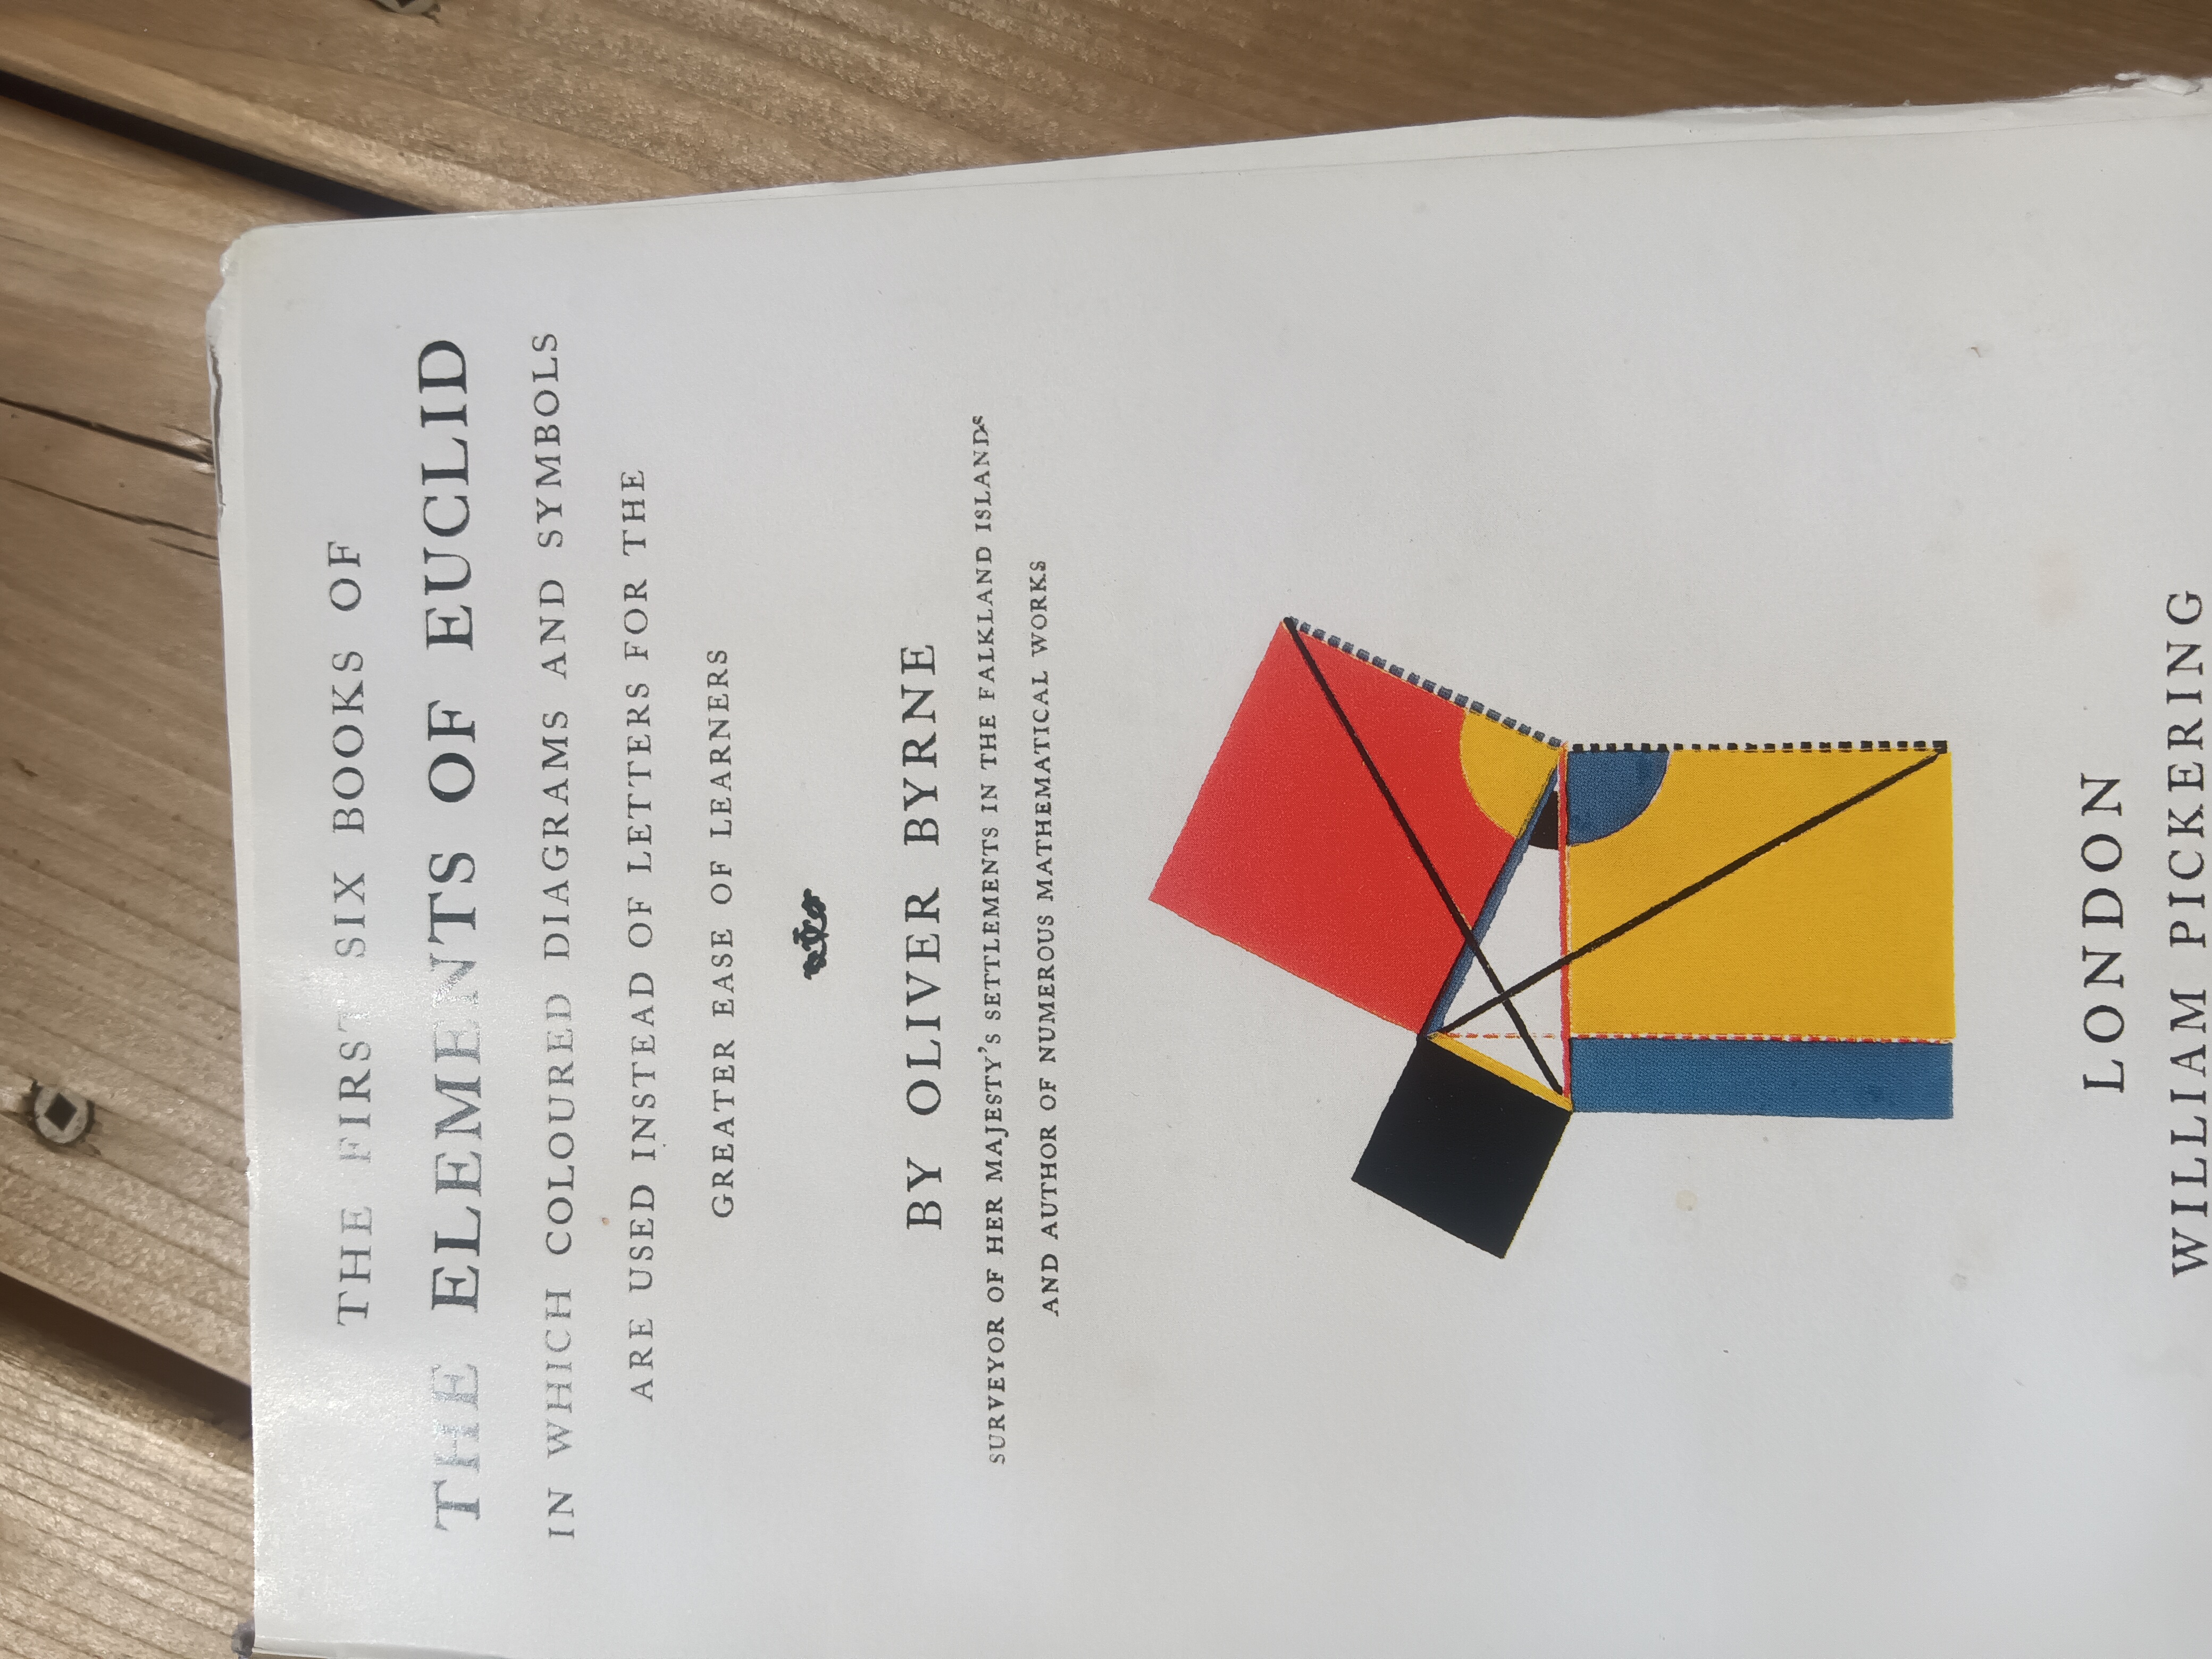 THE FIRST SIX BOOKS OF
THE ELEMENTS OF EUCLID
IN WHICH COLOURED DIAGRAMS AND SYMBOLS
ARE USED INSTEAD OF LETTERS FOR THE
GREATER EASE OF LEARNERS
BY OLIVER BYRNE
SURVEYOR OF HER MAJESTY'S SETTLEMENTS IN THE FALKLAND ISLANDS
AND AUTHOR OF NUMEROUS MATHEMATICAL WORKS
LONDON
WILLIAM PICKERING